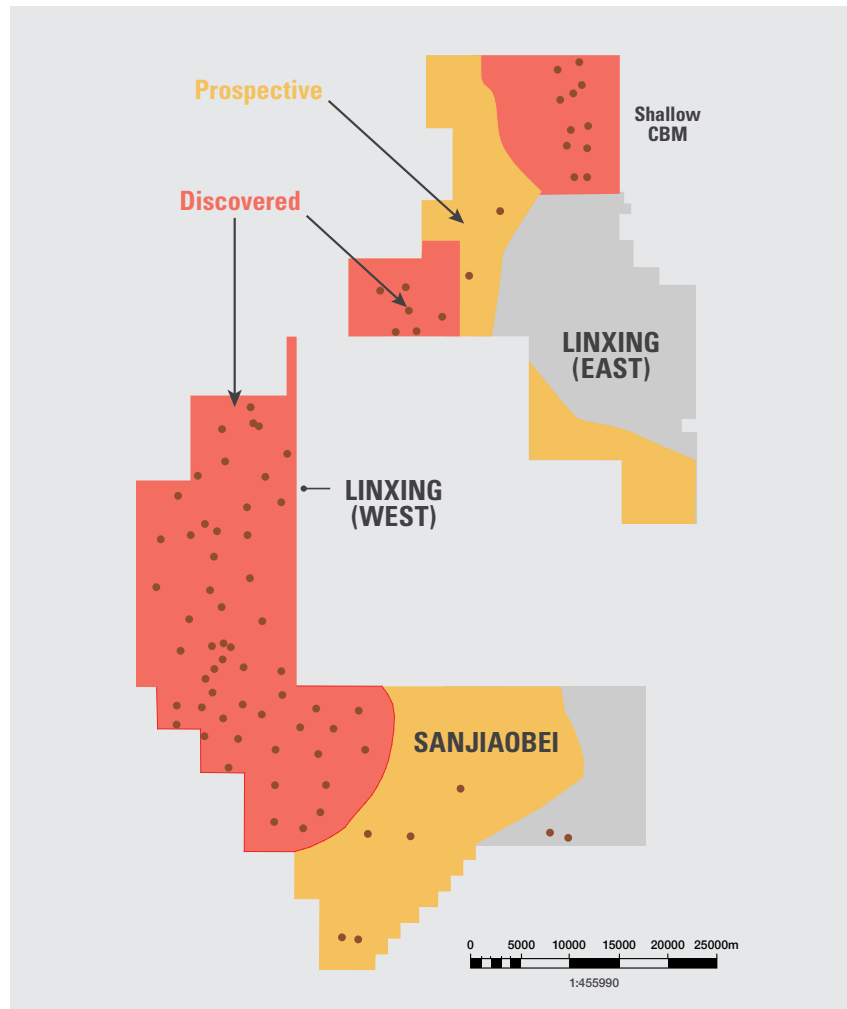 Prospective
Shallow
CBM
Discovered
LINXING
(EAST)
LINXING
(WEST)
SANJIAOBEI
0 5000 10000 15000 20000 25000m
1:455990